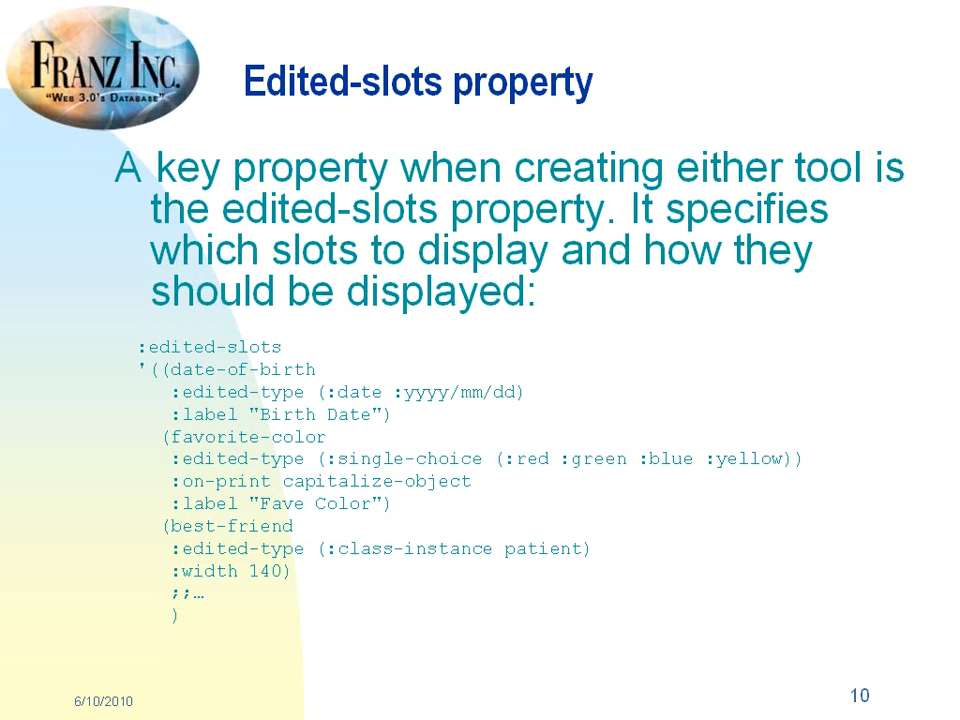 FRANZ INC.
"WEB 3.0'S DATABASE"
Edited-slots property
A key property when creating either tool is
the edited-slots property. It specifies
which slots to display and how they
should be displayed:
:edited-slots
'((date-of-birth
:edited-type (:date :yyyy/mm/dd)
:label "Birth Date")
(favorite-color
:edited-type (:single-choice (:red :green :blue :yellow))
:on-print capitalize-object
:label "Fave Color")
(best-friend
:edited-type (:class-instance patient)
:width 140)
;;…
)
6/10/2010
10